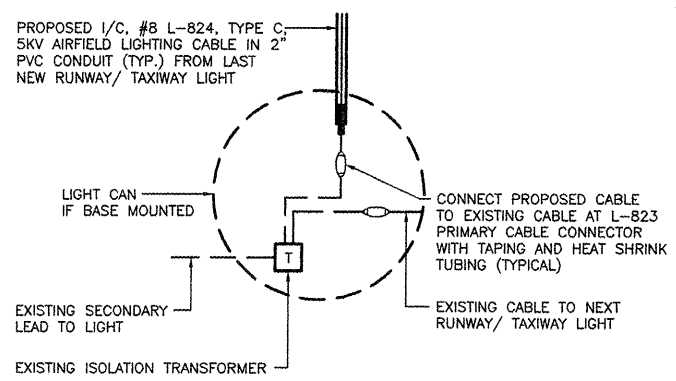 PROPOSED I/C, #8 L-824, TYPE C,
5KV AIRFIELD LIGHTING CABLE IN 2"
PVC CONDUIT (TYP.) FROM LAST
NEW RUNWAY/ TAXIWAY LIGHT
LIGHT CAN
IF BASE MOUNTED
CONNECT PROPOSED CABLE
TO EXISTING CABLE AT L-823
PRIMARY CABLE CONNECTOR
WITH TAPING AND HEAT SHRINK
TUBING (TYPICAL)
T
EXISTING SECONDARY
LEAD TO LIGHT
EXISTING CABLE TO NEXT
RUNWAY/ TAXIWAY LIGHT
EXISTING ISOLATION TRANSFORMER